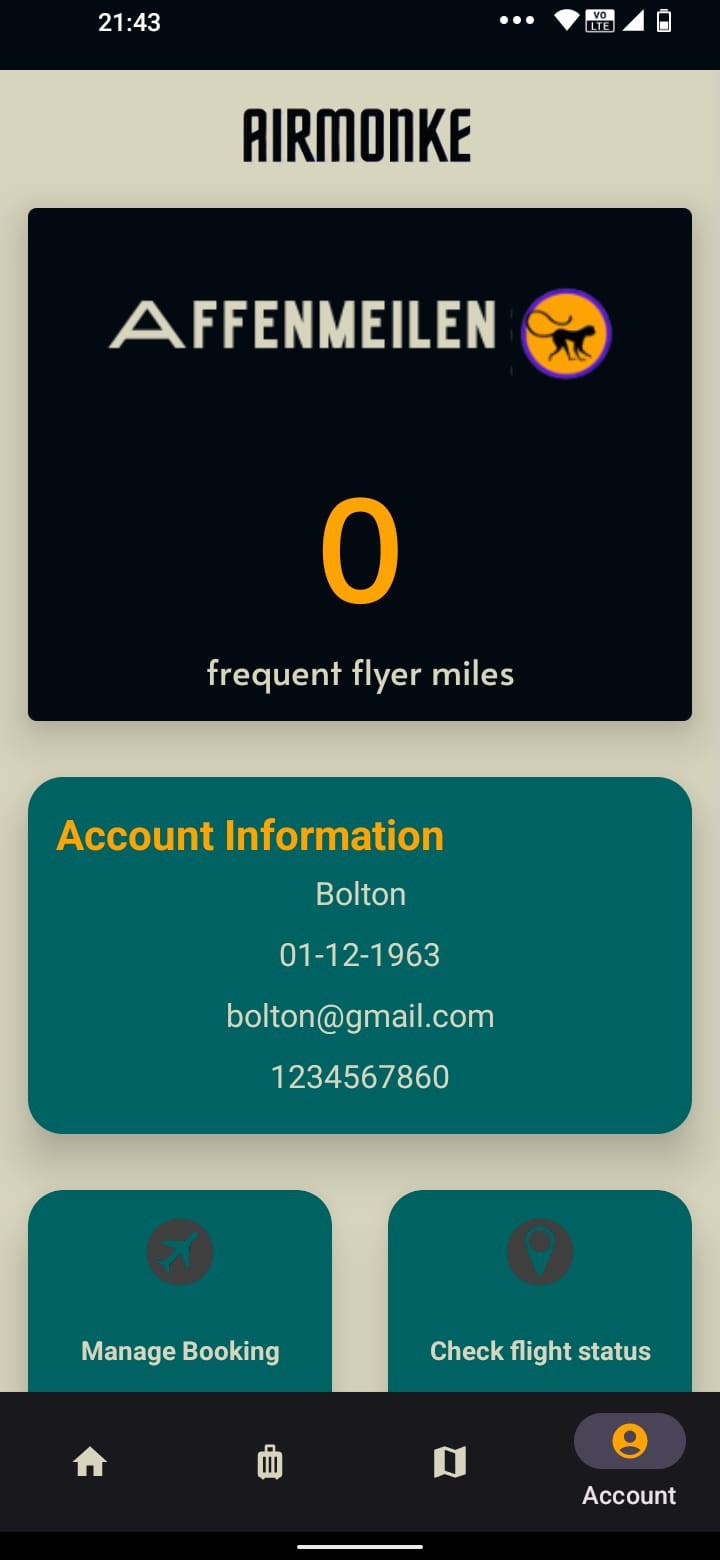 21:43
VO
LTE
AIRMONKE
AFFENMEILEN
0
frequent flyer miles
Account Information
Bolton
01-12-1963
bolton@gmail.com
1234567860
Manage Booking
Check flight status
Account